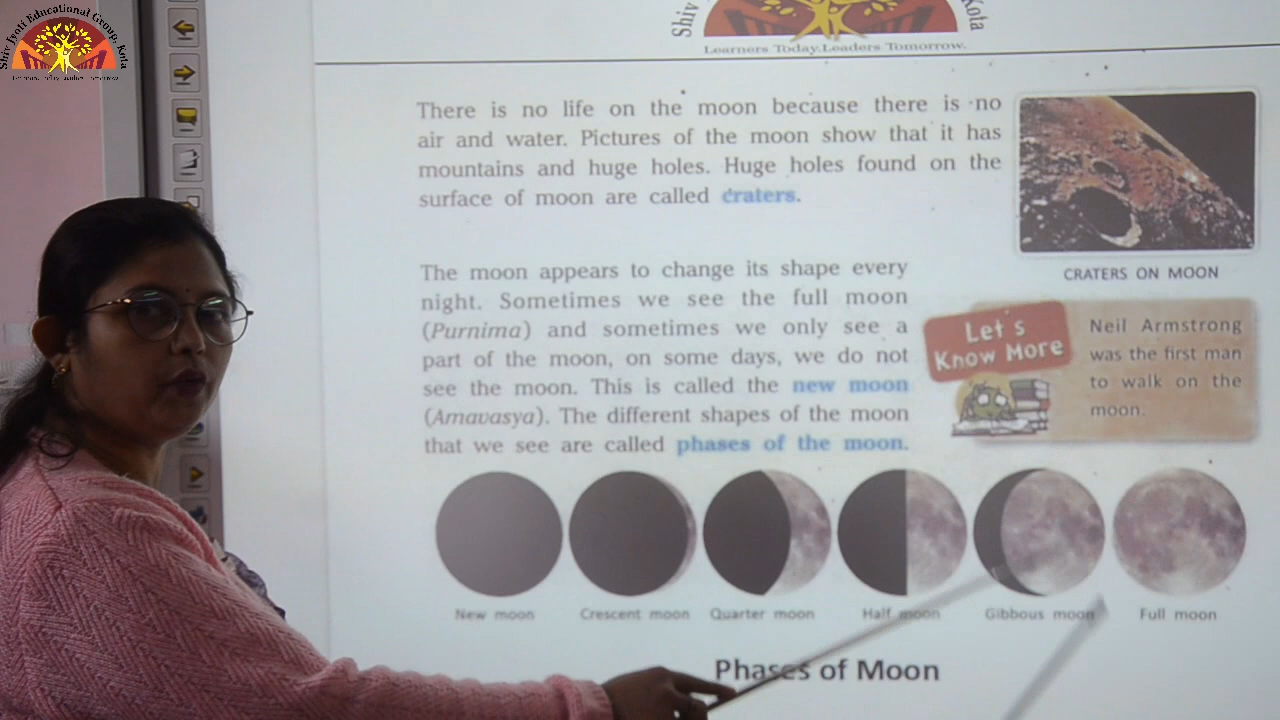 Shiv Jyoti Educational Group, Kota
Shiv
Kota
Learners Today.Leaders Tomorrow.
There is no life on the moon because there is no
air and water. Pictures of the moon show that it has
mountains and huge holes. Huge holes found on the
surface of moon are called craters.
CRATERS ON MOON
The moon appears to change its shape every
night. Sometimes we see the full moon
(Purnima) and sometimes we only see a
part of the moon, on some days, we do not
see the moon. This is called the new moon
(Amavasya). The different shapes of the moon
that we see are called phases of the moon.
Let's
Know More
Neil Armstrong
was the first man
to walk on the
moon.
New moon
Crescent moon
Quarter moon
Half moon
Gibbous moon
Full moon
Phases of Moon